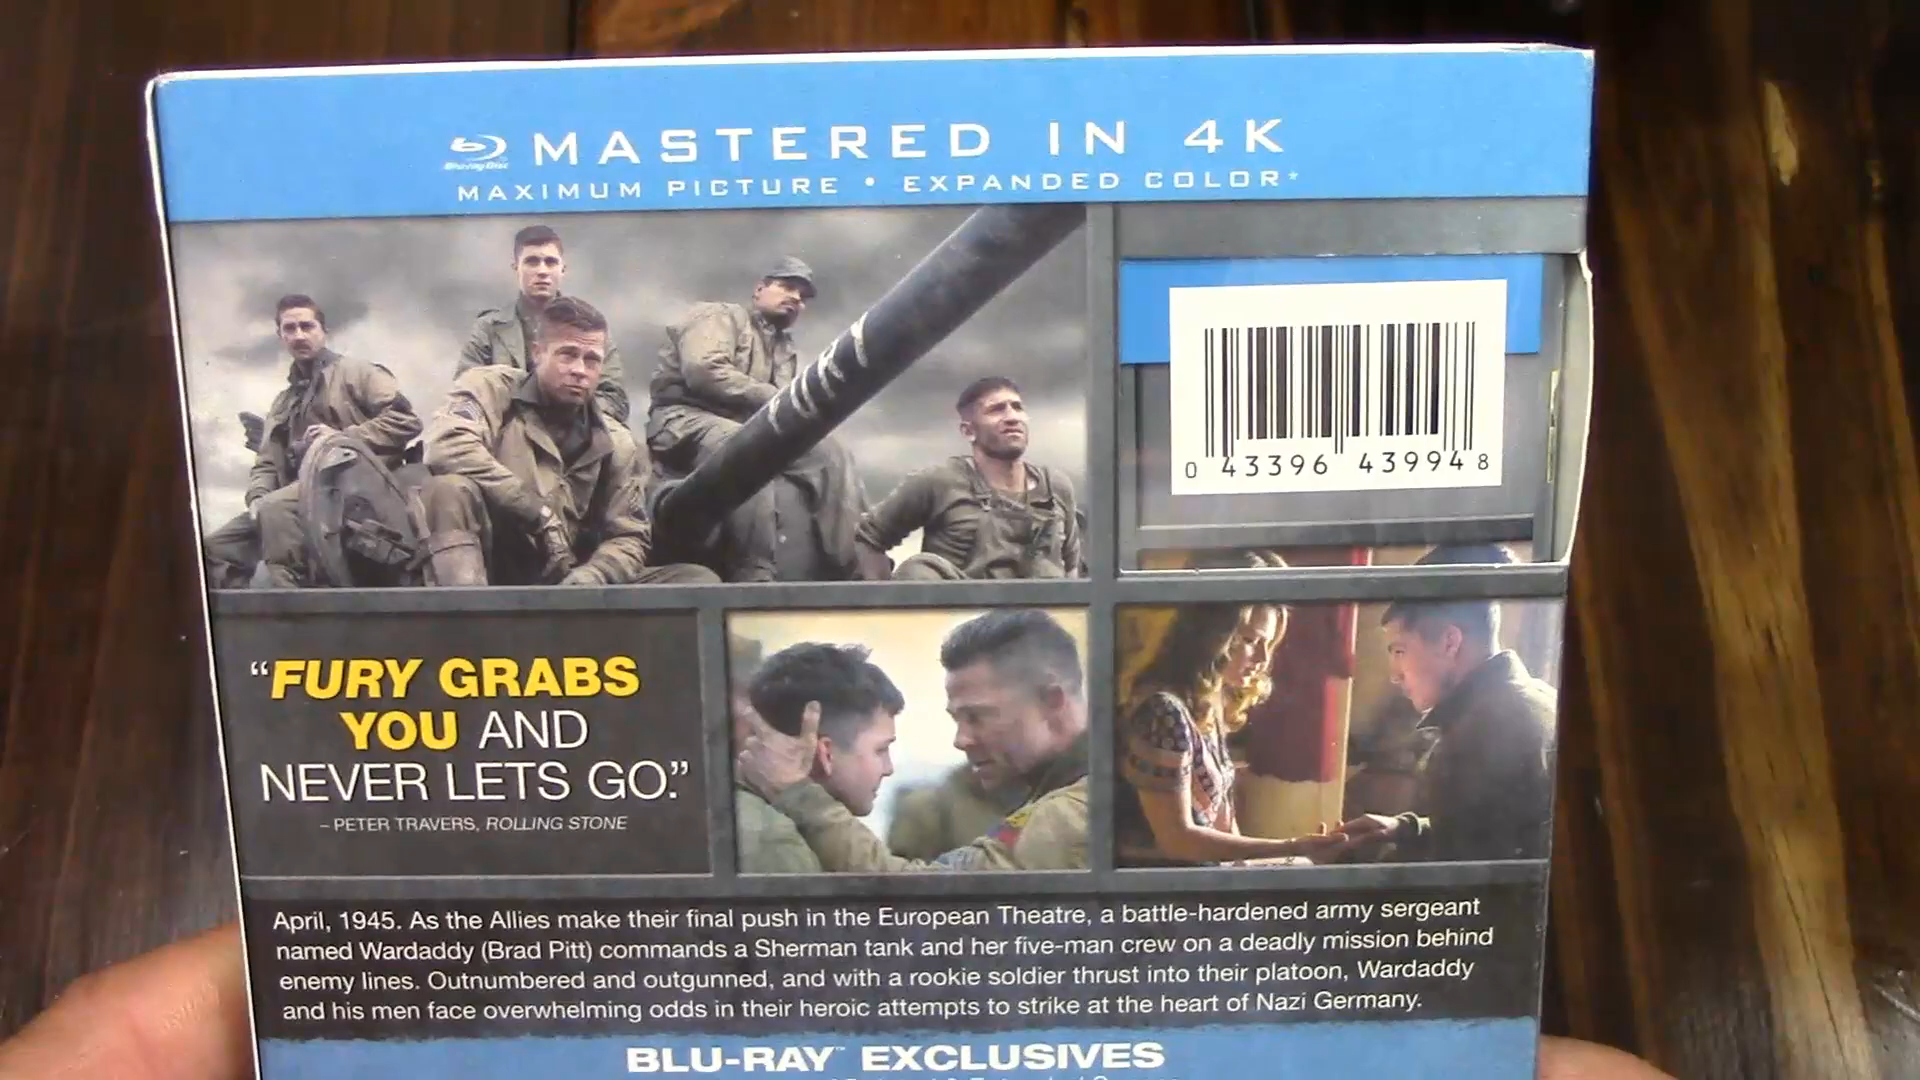 Blu-ray Disc MASTERED IN 4K
MAXIMUM PICTURE • EXPANDED COLOR*
0 43396 43994 8
“FURY GRABS
YOU AND
NEVER LETS GO.”
– PETER TRAVERS, ROLLING STONE
April, 1945. As the Allies make their final push in the European Theatre, a battle-hardened army sergeant
named Wardaddy (Brad Pitt) commands a Sherman tank and her five-man crew on a deadly mission behind
enemy lines. Outnumbered and outgunned, and with a rookie soldier thrust into their platoon, Wardaddy
and his men face overwhelming odds in their heroic attempts to strike at the heart of Nazi Germany.
BLU-RAY™ EXCLUSIVES